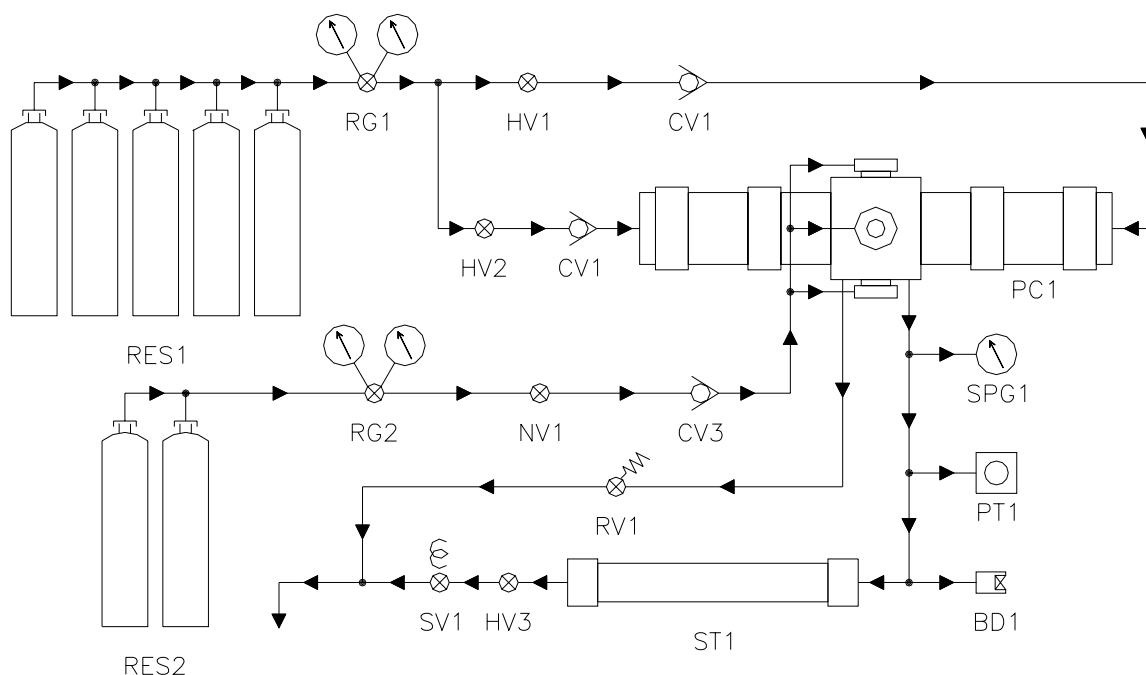 RG1
HV1
CV1
HV2
CV1
PC1
RES1
SPG1
RG2
NV1
CV3
PT1
RV1
SV1
HV3
ST1
BD1
RES2